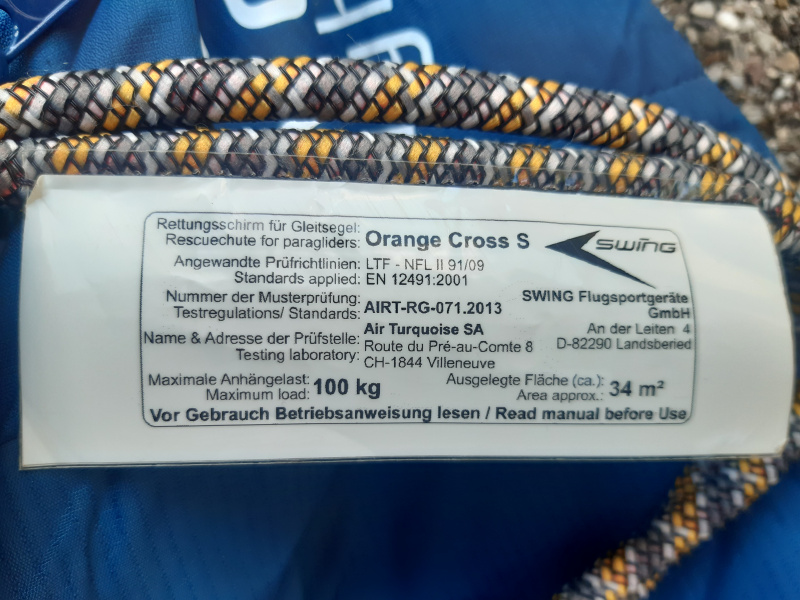 Rettungsschirm für Gleitsegel:
Rescuechute for paragliders: Orange Cross S
SWING
Angewandte Prüfrichtlinien: LTF - NFL II 91/09
Standards applied: EN 12491:2001
Nummer der Musterprüfung:
Testregulations/ Standards: AIRT-RG-071.2013
SWING Flugsportgeräte
GmbH
An der Leiten 4
D-82290 Landsberied
Name & Adresse der Prüfstelle:
Testing laboratory:
Air Turquoise SA
Route du Pré-au-Comte 8
CH-1844 Villeneuve
Maximale Anhängelast:
Maximum load: 100 kg
Ausgelegte Fläche (ca.):
Area approx.: 34 m²
Vor Gebrauch Betriebsanweisung lesen / Read manual before Use